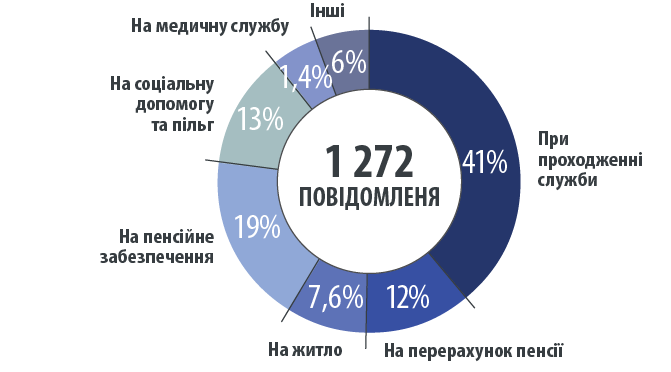 Інші
6%
На медичну службу
1,4%
На соціальну
допомогу
та пільг
13%
При
проходженні
служби
41%
1 272
ПОВІДОМЛЕНЯ
На пенсійне
забезпечення
19%
7,6%
12%
На житло
На перерахунок пенсії